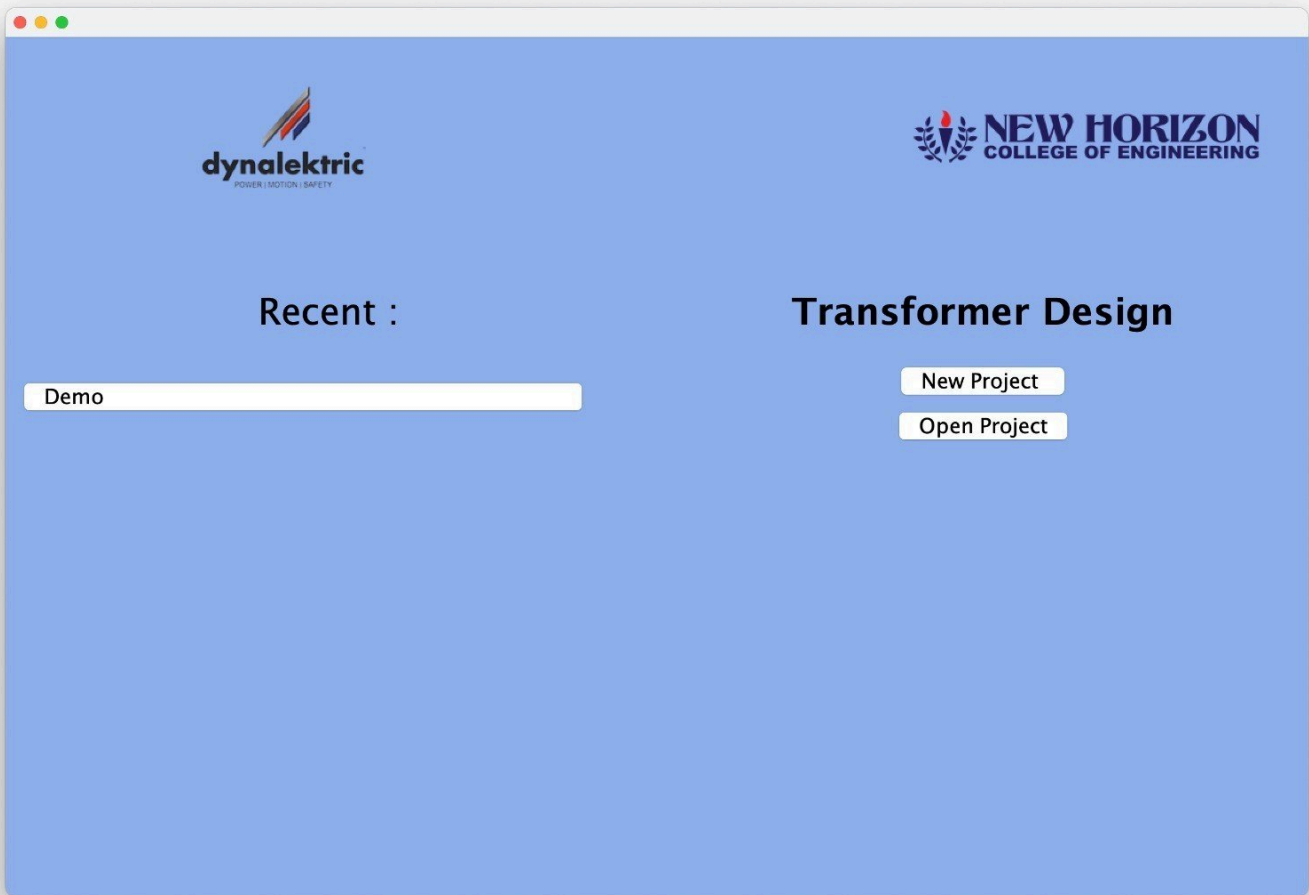 dynalektric
POWER | MOTION | SAFETY
NEW HORIZON
COLLEGE OF ENGINEERING
Recent :
Demo
Transformer Design
New Project
Open Project